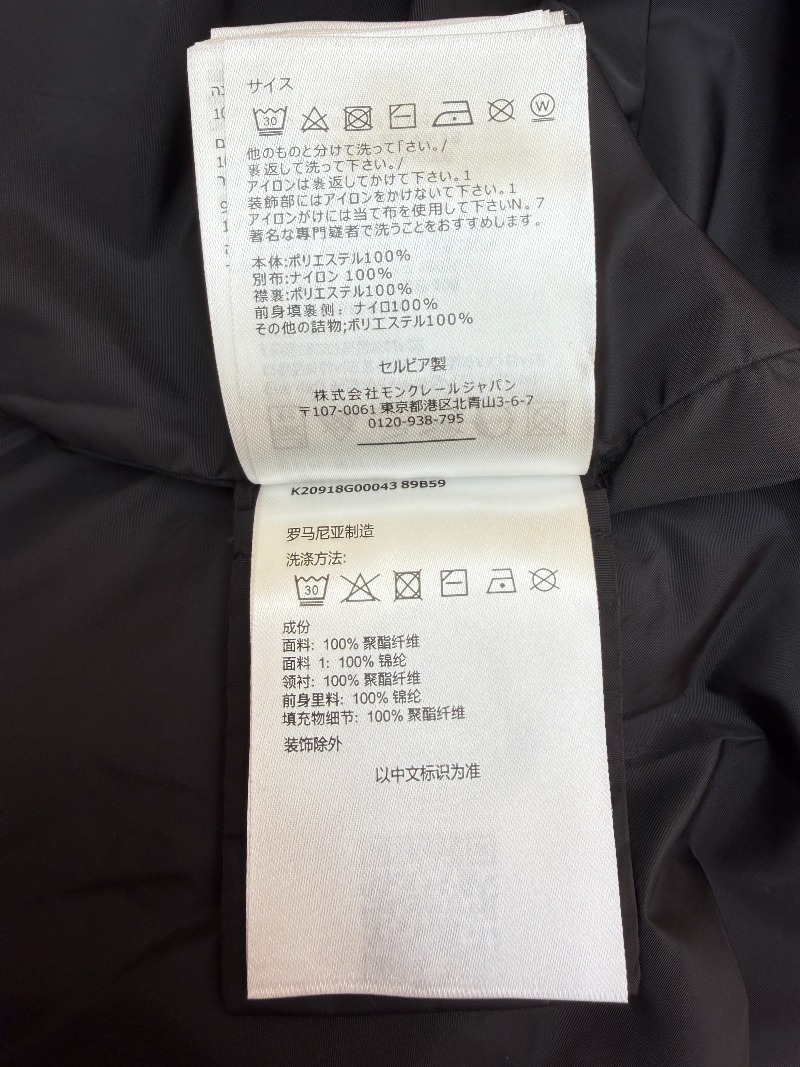 サイス
30
W
他のものと分けて洗って「さい。/
裏返して洗って下さい。/
アイロンは裏返してかけて下さい。1
装飾部にはアイロンをかけないて下さい。1
アイロンがけには当て布を使用して下さいN。7
著名な専門疑者で洗うことをおすすめします。
本体:ポリエステル100%
別布:ナイロン 100%
襟裏:ポリエステル100%
前身填裏側: ナイロ100%
その他の詰物;ポリエステル100%
セルビア製
株式会社モンクレールジャパン
〒107-0061 東京都港区北青山3-6-7
0120-938-795
K20918G00043 89B59
罗马尼亚制造
洗涤方法:
30
成份
面料: 100% 聚酯纤维
面料 1: 100% 锦纶
领衬: 100% 聚酯纤维
前身里料: 100% 锦纶
填充物细节: 100% 聚酯纤维
装饰除外
以中文标识为准